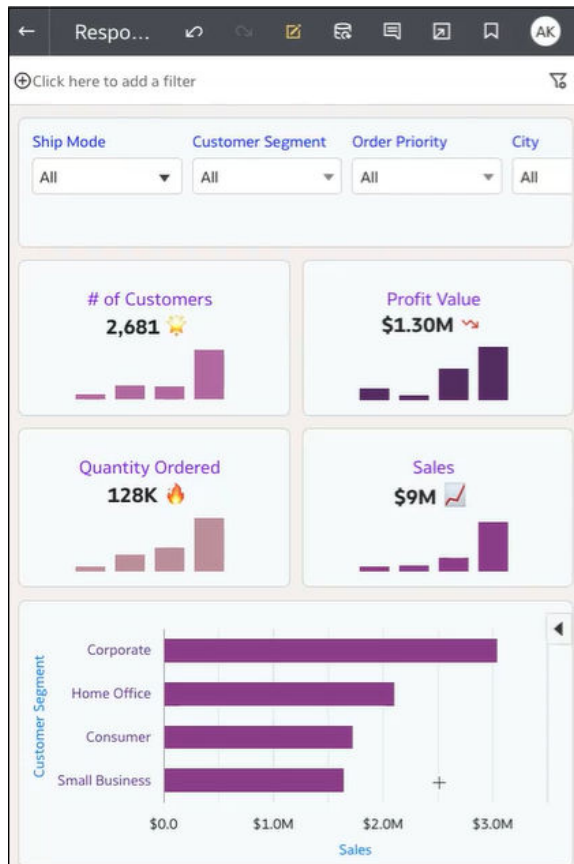 Respo... AK
Click here to add a filter
Ship Mode Customer Segment Order Priority City
All All All All
# of Customers
2,681
Profit Value
$1.30M
Quantity Ordered
128K
Sales
$9M
Customer Segment
Corporate
Home Office
Consumer
Small Business
$0.0 $1.0M $2.0M $3.0M
Sales